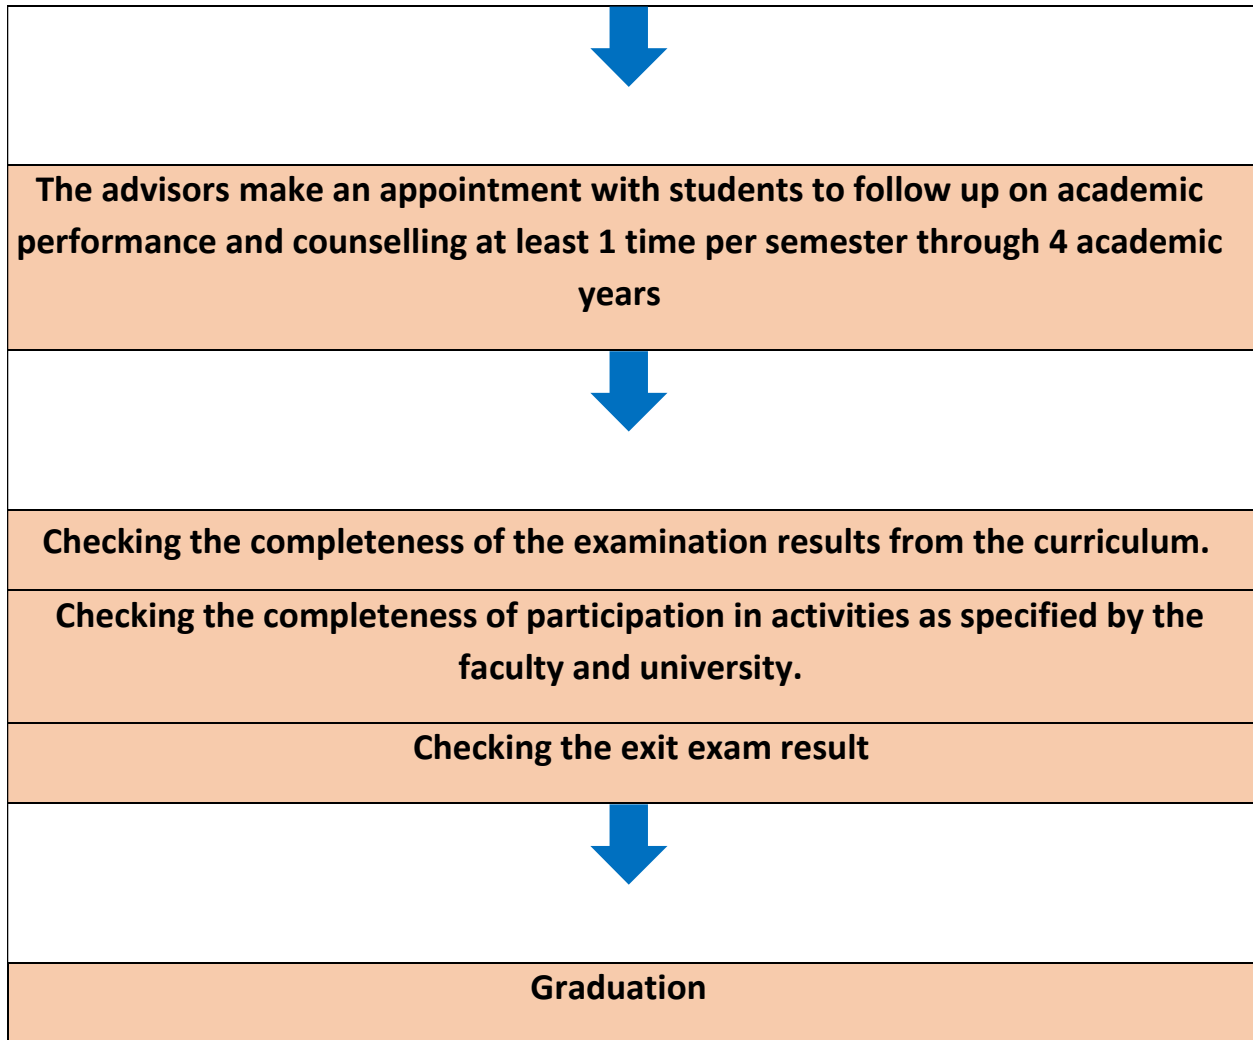 The advisors make an appointment with students to follow up on academic
performance and counselling at least 1 time per semester through 4 academic
years
Checking the completeness of the examination results from the curriculum.
Checking the completeness of participation in activities as specified by the
faculty and university.
Checking the exit exam result
Graduation